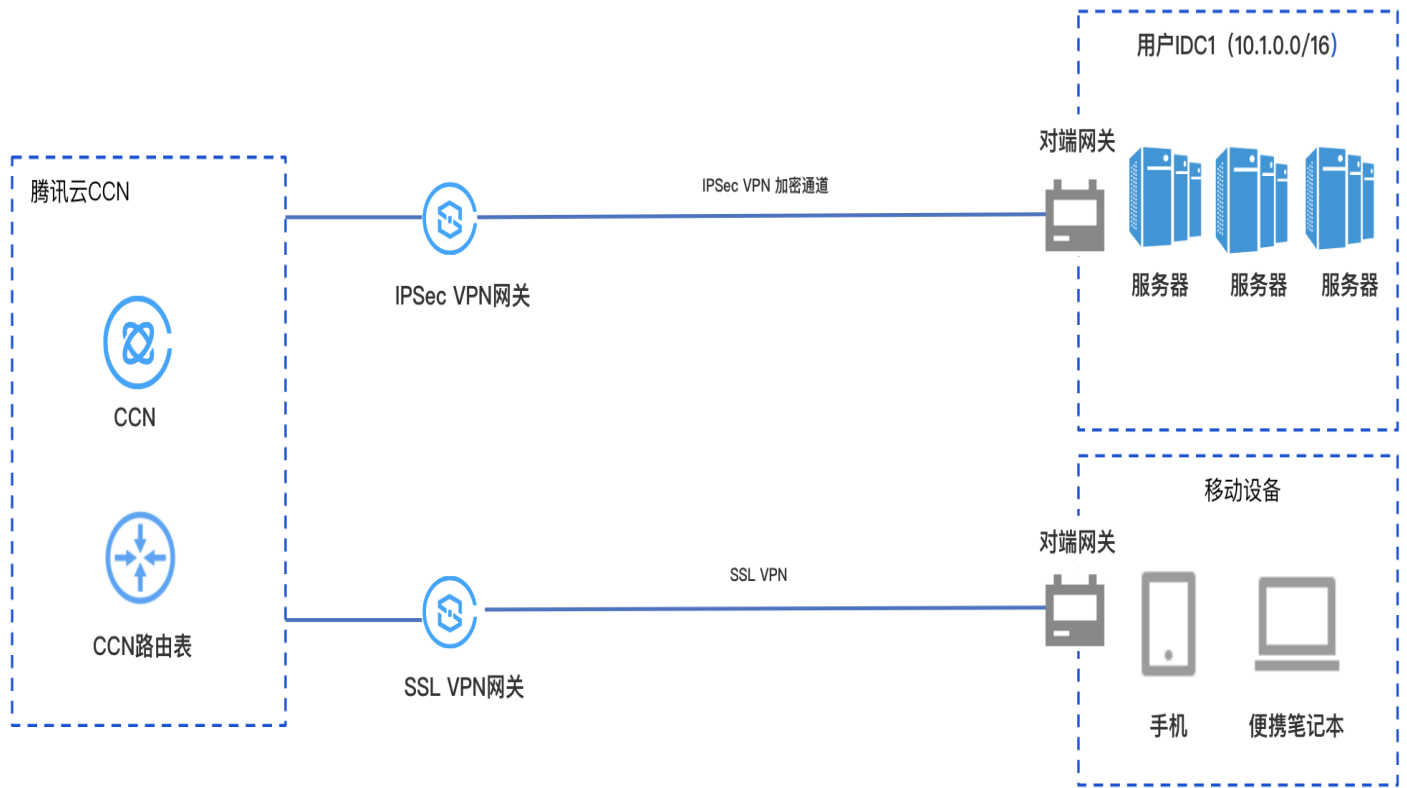 用户IDC1（10.1.0.0/16）
对端网关
腾讯云CCN
IPSec VPN 加密通道
服务器
服务器
服务器
IPSec VPN网关
CCN
移动设备
对端网关
SSL VPN
CCN路由表
SSL VPN网关
手机
便携笔记本